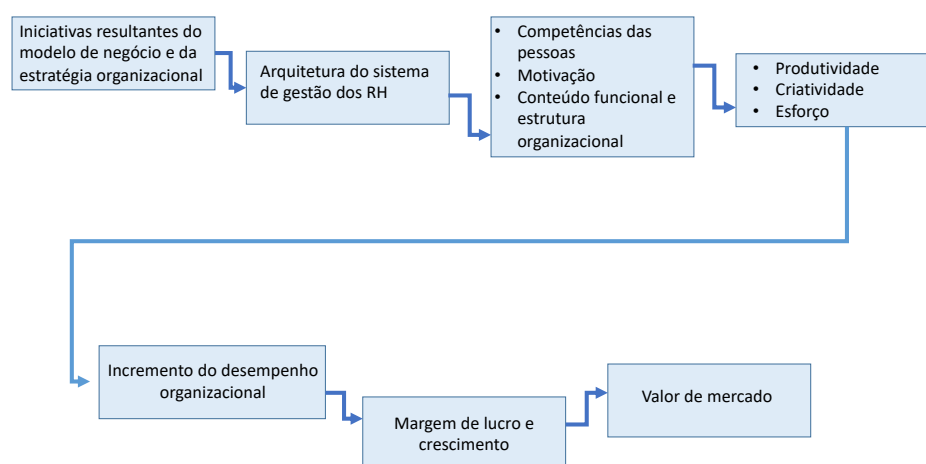 Iniciativas resultantes do
modelo de negócio e da
estratégia organizacional
Arquitetura do sistema
de gestão dos RH
• Competências das
pessoas
• Motivação
• Conteúdo funcional e
estrutura
organizacional
• Produtividade
• Criatividade
• Esforço
Incremento do desempenho
organizacional
Margem de lucro e
crescimento
Valor de mercado